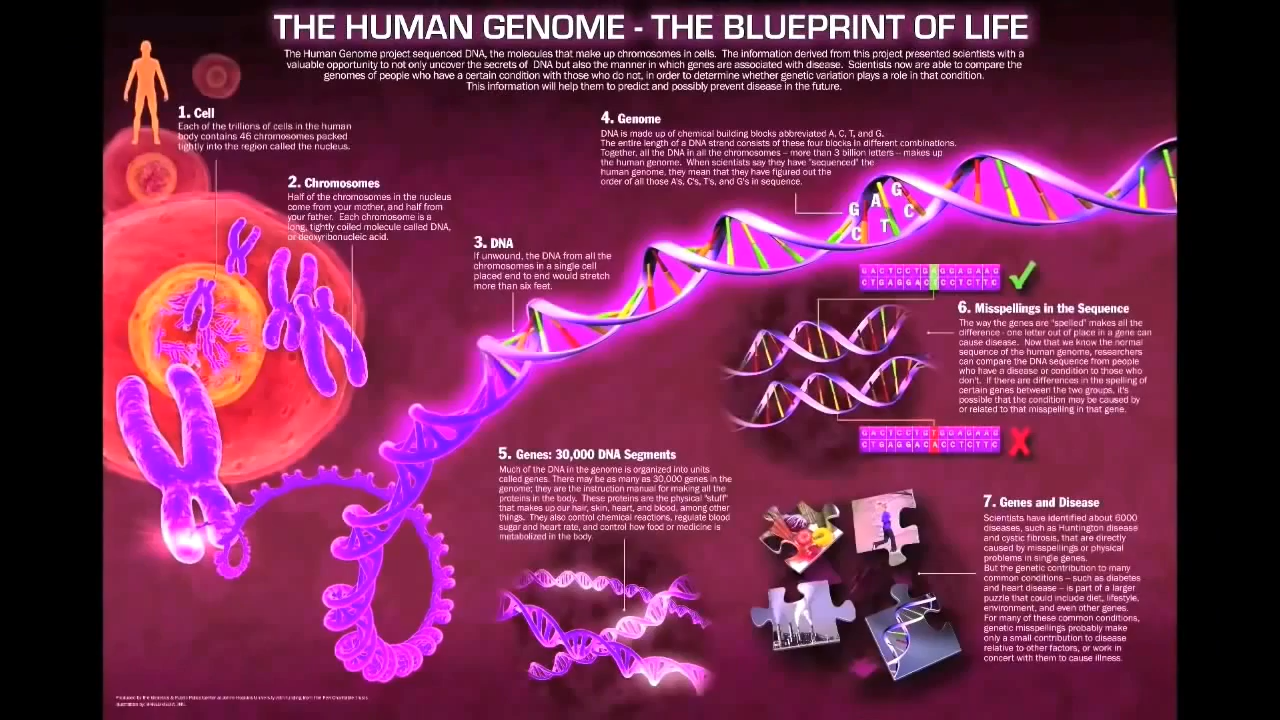 THE HUMAN GENOME - THE BLUEPRINT OF LIFE
The Human Genome project sequenced DNA, the molecules that make up chromosomes in cells. The information derived from this project presented scientists with a
valuable opportunity to not only uncover the secrets of DNA but also the manner in which genes are associated with disease. Scientists now are able to compare the
genomes of people who have a certain condition with those who do not, in order to determine whether genetic variation plays a role in that condition.
This information will help them to predict and possibly prevent disease in the future.
1. Cell
Each of the trillions of cells in the human
body contains 46 chromosomes packed
tightly into the region called the nucleus.
2. Chromosomes
Half of the chromosomes in the nucleus
come from your mother, and half from
your father. Each chromosome is a
long, tightly coiled molecule called DNA,
or deoxyribonucleic acid.
3. DNA
If unwound, the DNA from all the
chromosomes in a single cell
placed end to end would stretch
more than six feet.
4. Genome
DNA is made up of chemical building blocks abbreviated A, C, T, and G.
The entire length of a DNA strand consists of these four blocks in different combinations.
Together, all the DNA in all the chromosomes – more than 3 billion letters – makes up
the human genome. When scientists say they have "sequenced" the
human genome, they mean that they have figured out the
order of all those A's, C's, T's, and G's in sequence.
G A G
C T C
5. Genes: 30,000 DNA Segments
Much of the DNA in the genome is organized into units
called genes. There may be as many as 30,000 genes in the
genome; they are the instruction manual for making all the
proteins in the body. These proteins are the physical "stuff"
that makes up our hair, skin, heart, and blood, among other
things. They also control chemical reactions, regulate blood
sugar and heart rate, and control how food or medicine is
metabolized in the body.
GACTCCTGAGGAGAAG
CTGAGGACTCCTCTTC
6. Misspellings in the Sequence
The way the genes are "spelled" makes all the
difference - one letter out of place in a gene can
cause disease. Now that we know the normal
sequence of the human genome, researchers
can compare the DNA sequence from people
who have a disease or condition to those who
don't. If there are differences in the spelling of
certain genes between the two groups, it's
possible that the condition may be caused by
or related to that misspelling in that gene.
GACTCCTGTGGAGAAG
CTGAGGACACCTCTTC
7. Genes and Disease
Scientists have identified about 6000
diseases, such as Huntington disease
and cystic fibrosis, that are directly
caused by misspellings or physical
problems in single genes.
But the genetic contribution to many
common conditions – such as diabetes
and heart disease – is part of a larger
puzzle that could include diet, lifestyle,
environment, and even other genes.
For many of these common conditions,
genetic misspellings probably make
only a small contribution to disease
relative to other factors, or work in
concert with them to cause illness.
Produced by the Genetics & Public Policy Center at Johns Hopkins University with funding from The Pew Charitable Trusts
Illustration by: